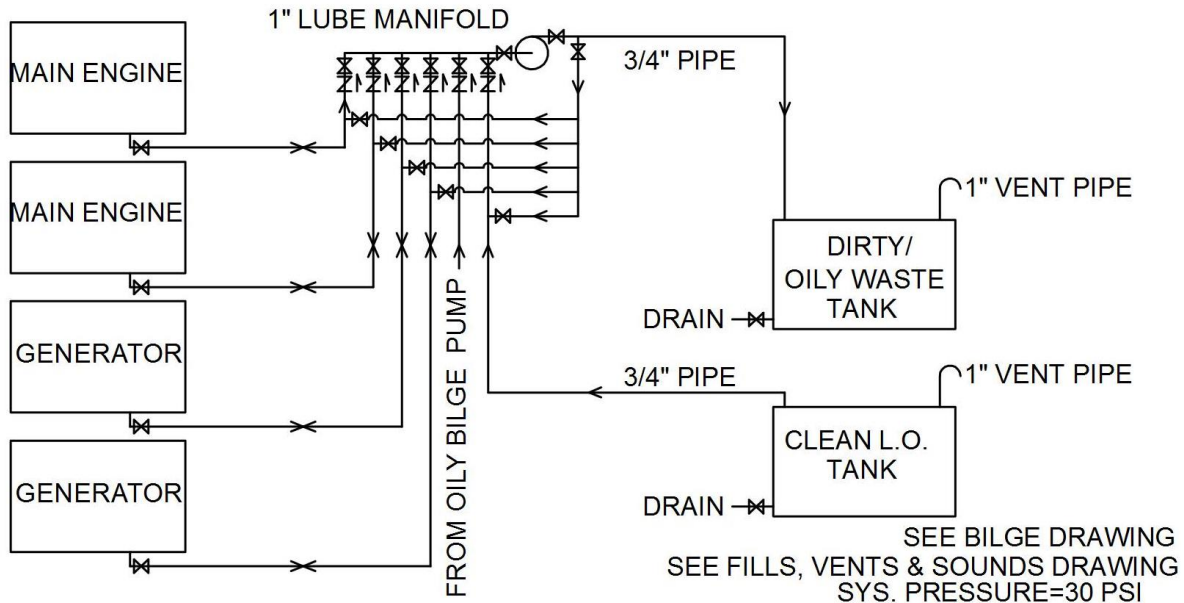 1" LUBE MANIFOLD
MAIN ENGINE
3/4" PIPE
MAIN ENGINE
1" VENT PIPE
DIRTY/
OILY WASTE
TANK
DRAIN
GENERATOR
FROM OILY BILGE PUMP
3/4" PIPE
1" VENT PIPE
CLEAN L.O.
TANK
GENERATOR
DRAIN
SEE BILGE DRAWING
SEE FILLS, VENTS & SOUNDS DRAWING
SYS. PRESSURE=30 PSI